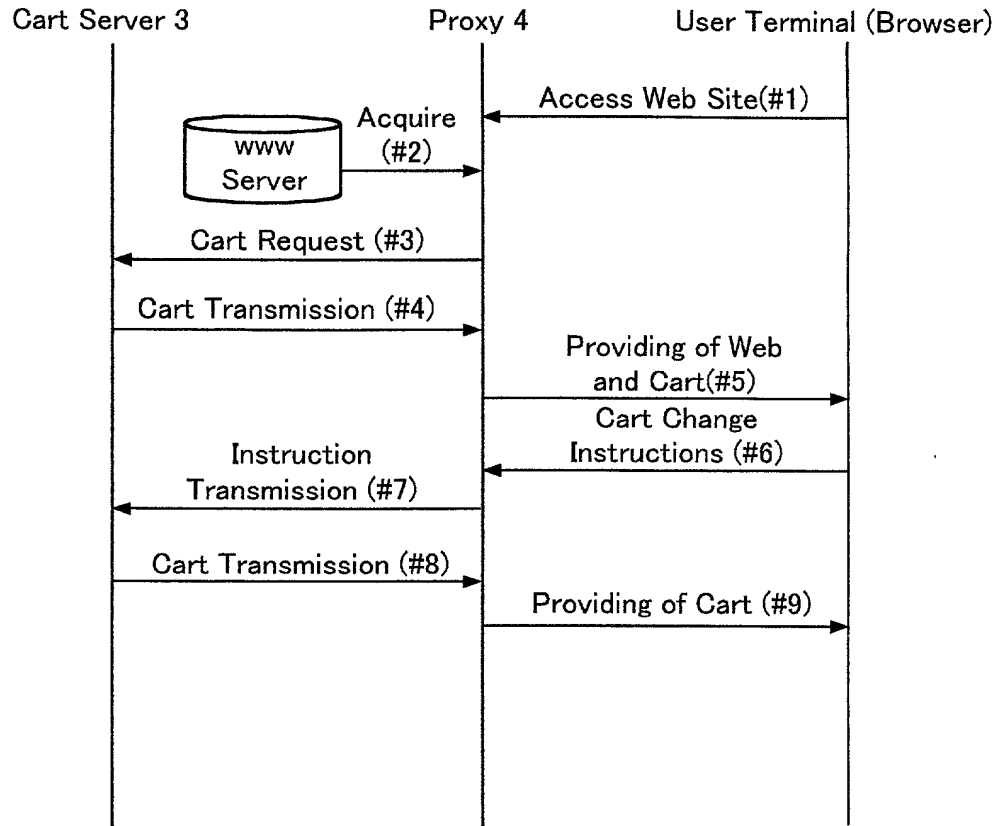 Cart Server 3
Proxy 4
User Terminal (Browser)
Access Web Site(#1)
Acquire
(#2)
WWW
Server
Cart Request (#3)
Cart Transmission (#4)
Providing of Web
and Cart(#5)
Cart Change
Instructions (#6)
Instruction
Transmission (#7)
Cart Transmission (#8)
Providing of Cart (#9)